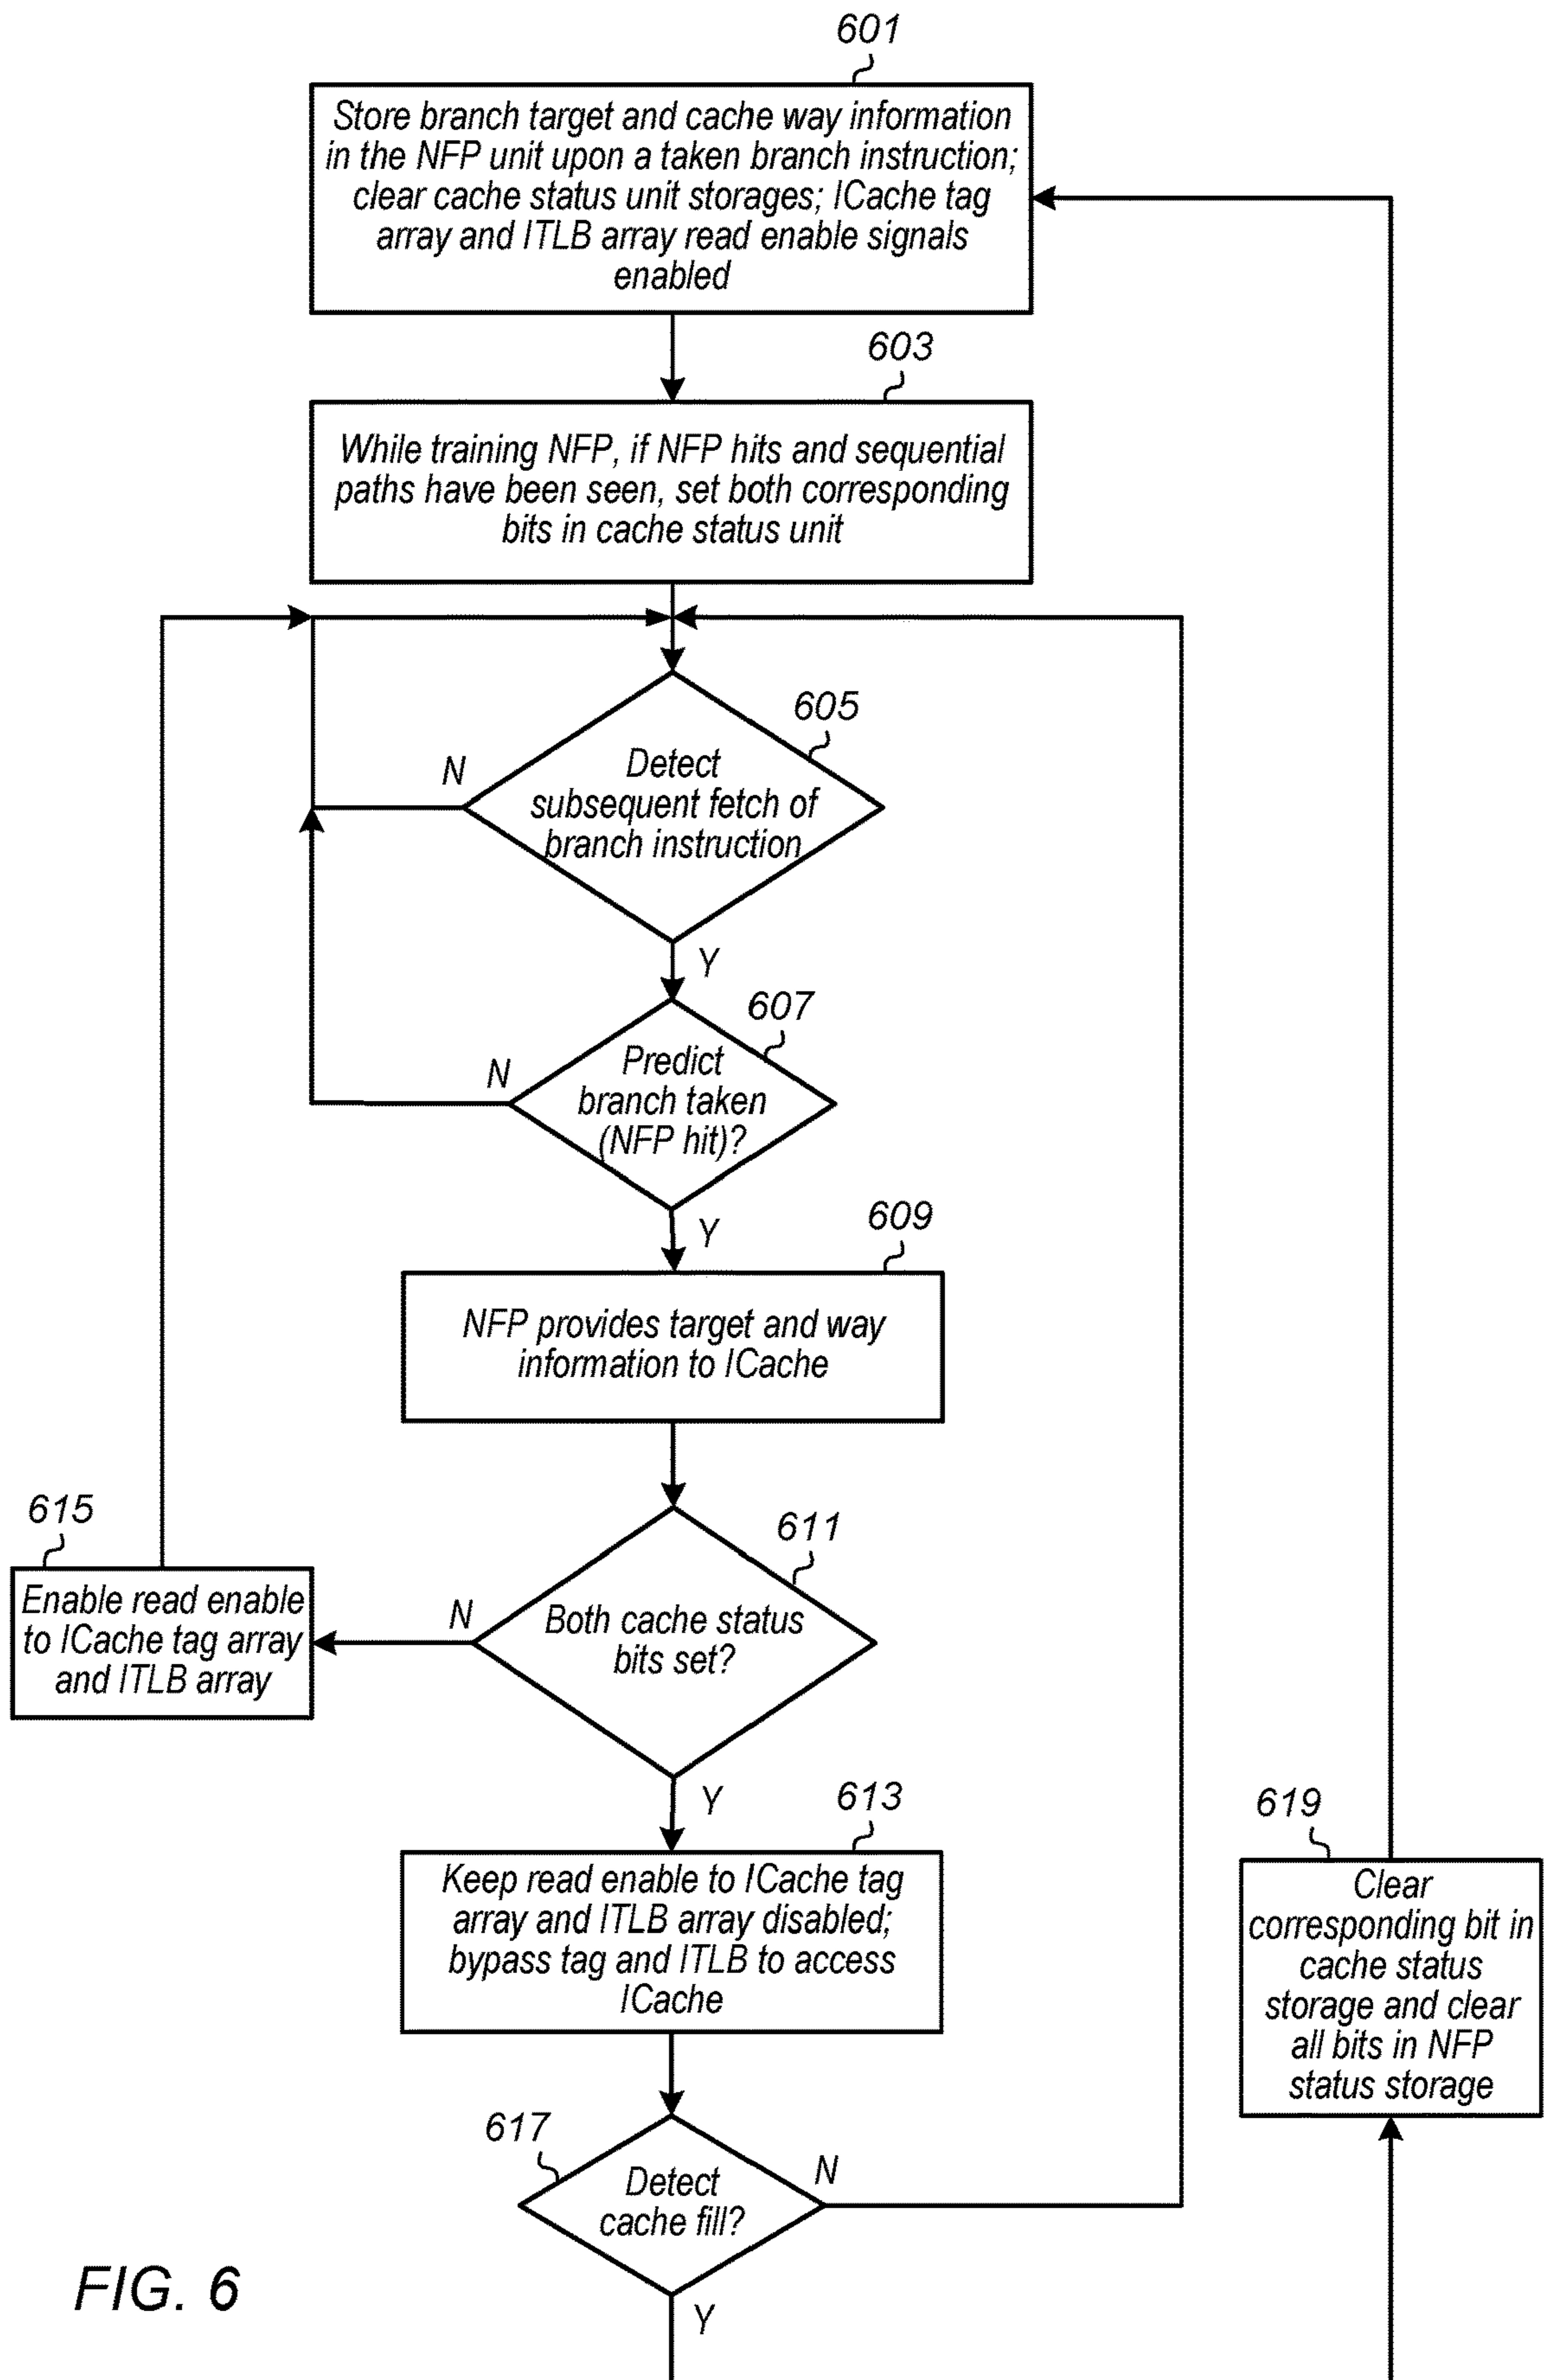 601
Store branch target and cache way information
in the NFP unit upon a taken branch instruction;
clear cache status unit storages; ICache tag
array and ITLB array read enable signals
enabled
603
While training NFP, if NFP hits and sequential
paths have been seen, set both corresponding
bits in cache status unit
605
N
Detect
subsequent fetch of
branch instruction
Y
607
N
Predict
branch taken
(NFP hit)?
Y
609
NFP provides target and way
information to ICache
615
Enable read enable
to ICache tag array
and ITLB array
611
N
Both cache status
bits set?
Y
613
Keep read enable to ICache tag
array and ITLB array disabled;
bypass tag and ITLB to access
ICache
619
Clear
corresponding bit in
cache status
storage and clear
all bits in NFP
status storage
617
Detect
cache fill?
N
Y
FIG. 6